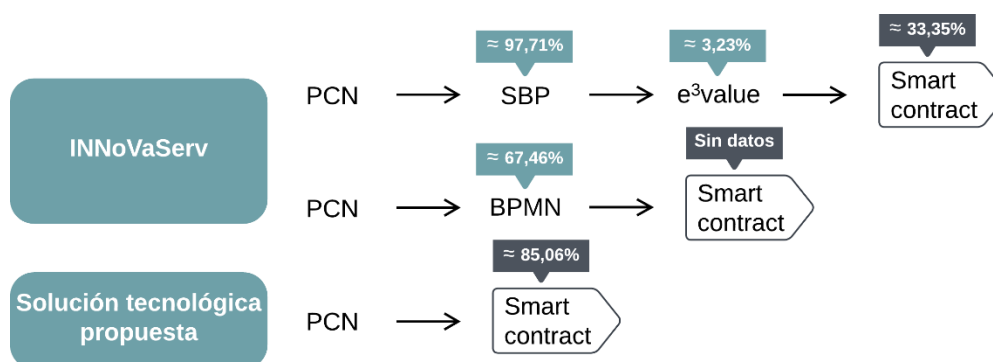 ≈ 97,71%
≈ 3,23%
≈ 33,35%
INNoVaServ
PCN
SBP
e³value
Smart
contract
≈ 67,46%
Sin datos
PCN
BPMN
Smart
contract
≈ 85,06%
Solución tecnológica
propuesta
PCN
Smart
contract